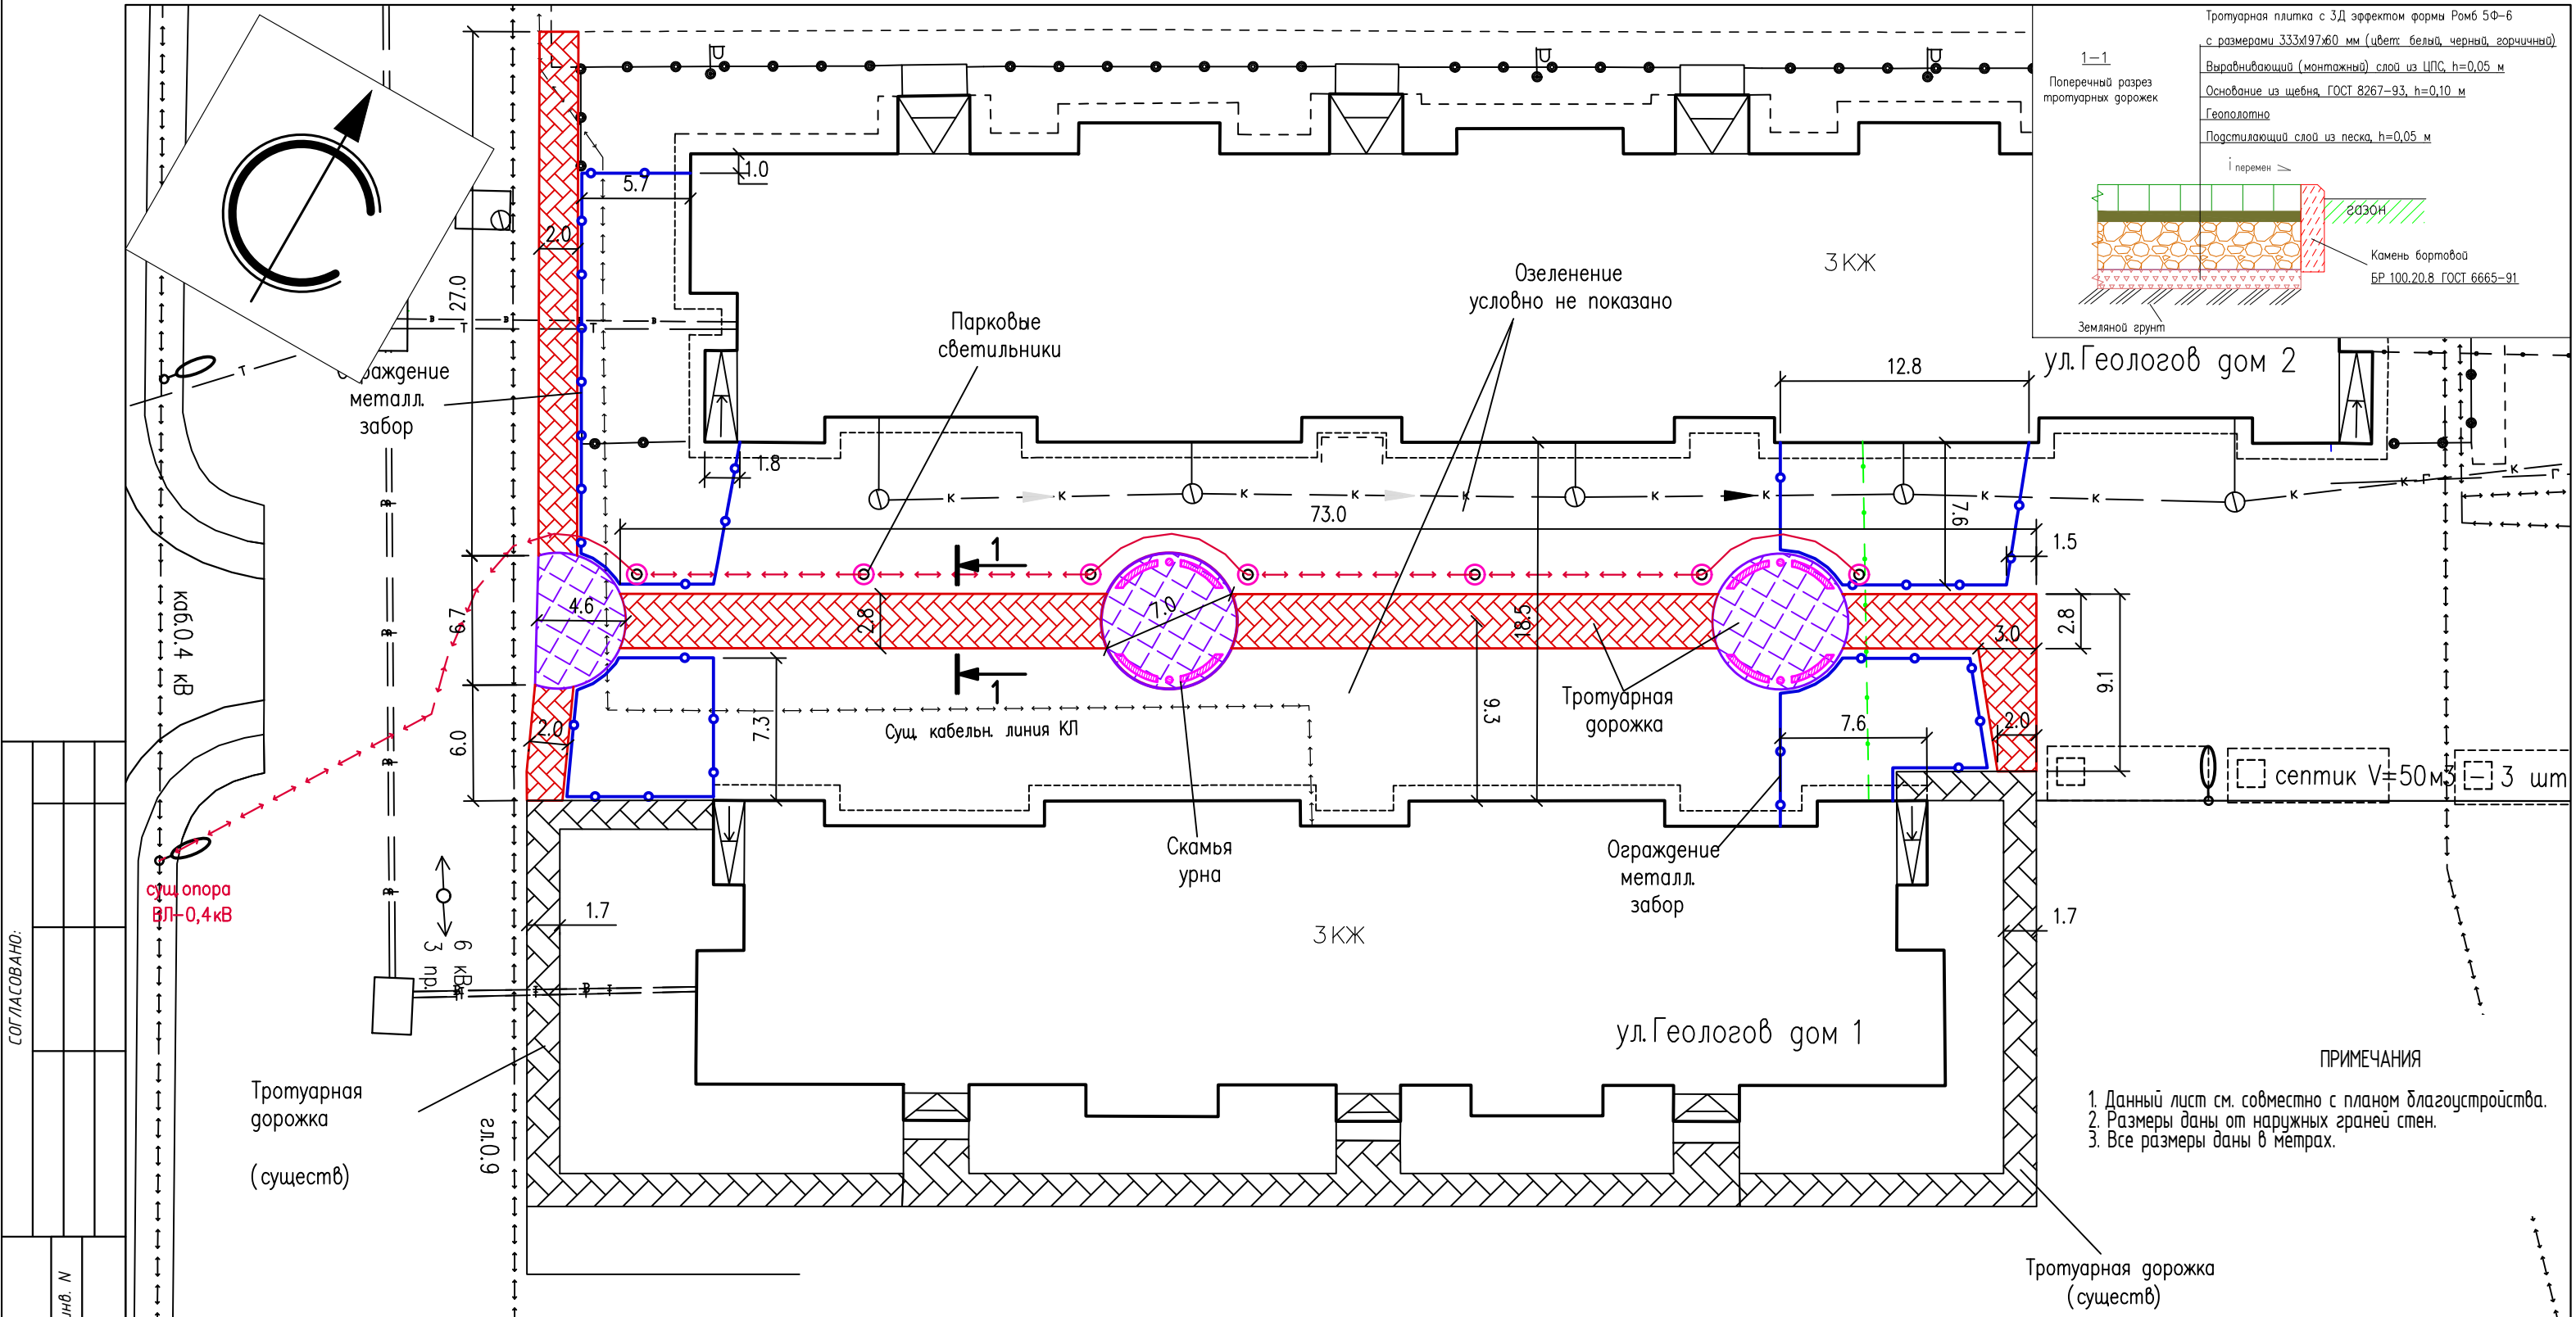 Тротуарная плитка с 3Д эффектом формы Ромб 5Ф-6
с размерами 333х197х60 мм (цвет: белый, черный, горчичный)
Выравнивающий (монтажный) слой из ЦПС, h=0,05 м
Основание из щебня, ГОСТ 8267-93, h=0,10 м
Геополотно
Подстилающий слой из песка, h=0,05 м
1-1
Поперечный разрез
тротуарных дорожек
i перемен
газон
Камень бортовой
БР 100.20.8 ГОСТ 6665-91
Земляной грунт
1.0
5.7
2.0
27.0
3КЖ
Озеленение
условно не показано
Парковые
светильники
ул.Геологов дом 2
12.8
металл.
забор
1.8
73.0
7.6
1.5
1
4.6
2.8
7.0
18.5
2.8
3.0
6.7
9.1
9.3
1
7.3
2.0
6.0
Сущ. кабельн. линия КЛ
Тротуарная
дорожка
7.6
2.0
каб.0.4 кВ
септик V=50м3 - 3 шт
Скамья
урна
Ограждение
металл.
забор
сущ.опора
ВЛ-0,4кВ
1.7
1.7
6 кВ
3 пр.
3КЖ
ул.Геологов дом 1
СОГЛАСОВАНО:
Тротуарная
дорожка
(существ)
гл.0.9
ПРИМЕЧАНИЯ
1. Данный лист см. совместно с планом благоустройства.
2. Размеры даны от наружных граней стен.
3. Все размеры даны в метрах.
Тротуарная дорожка
(существ)
инв. N